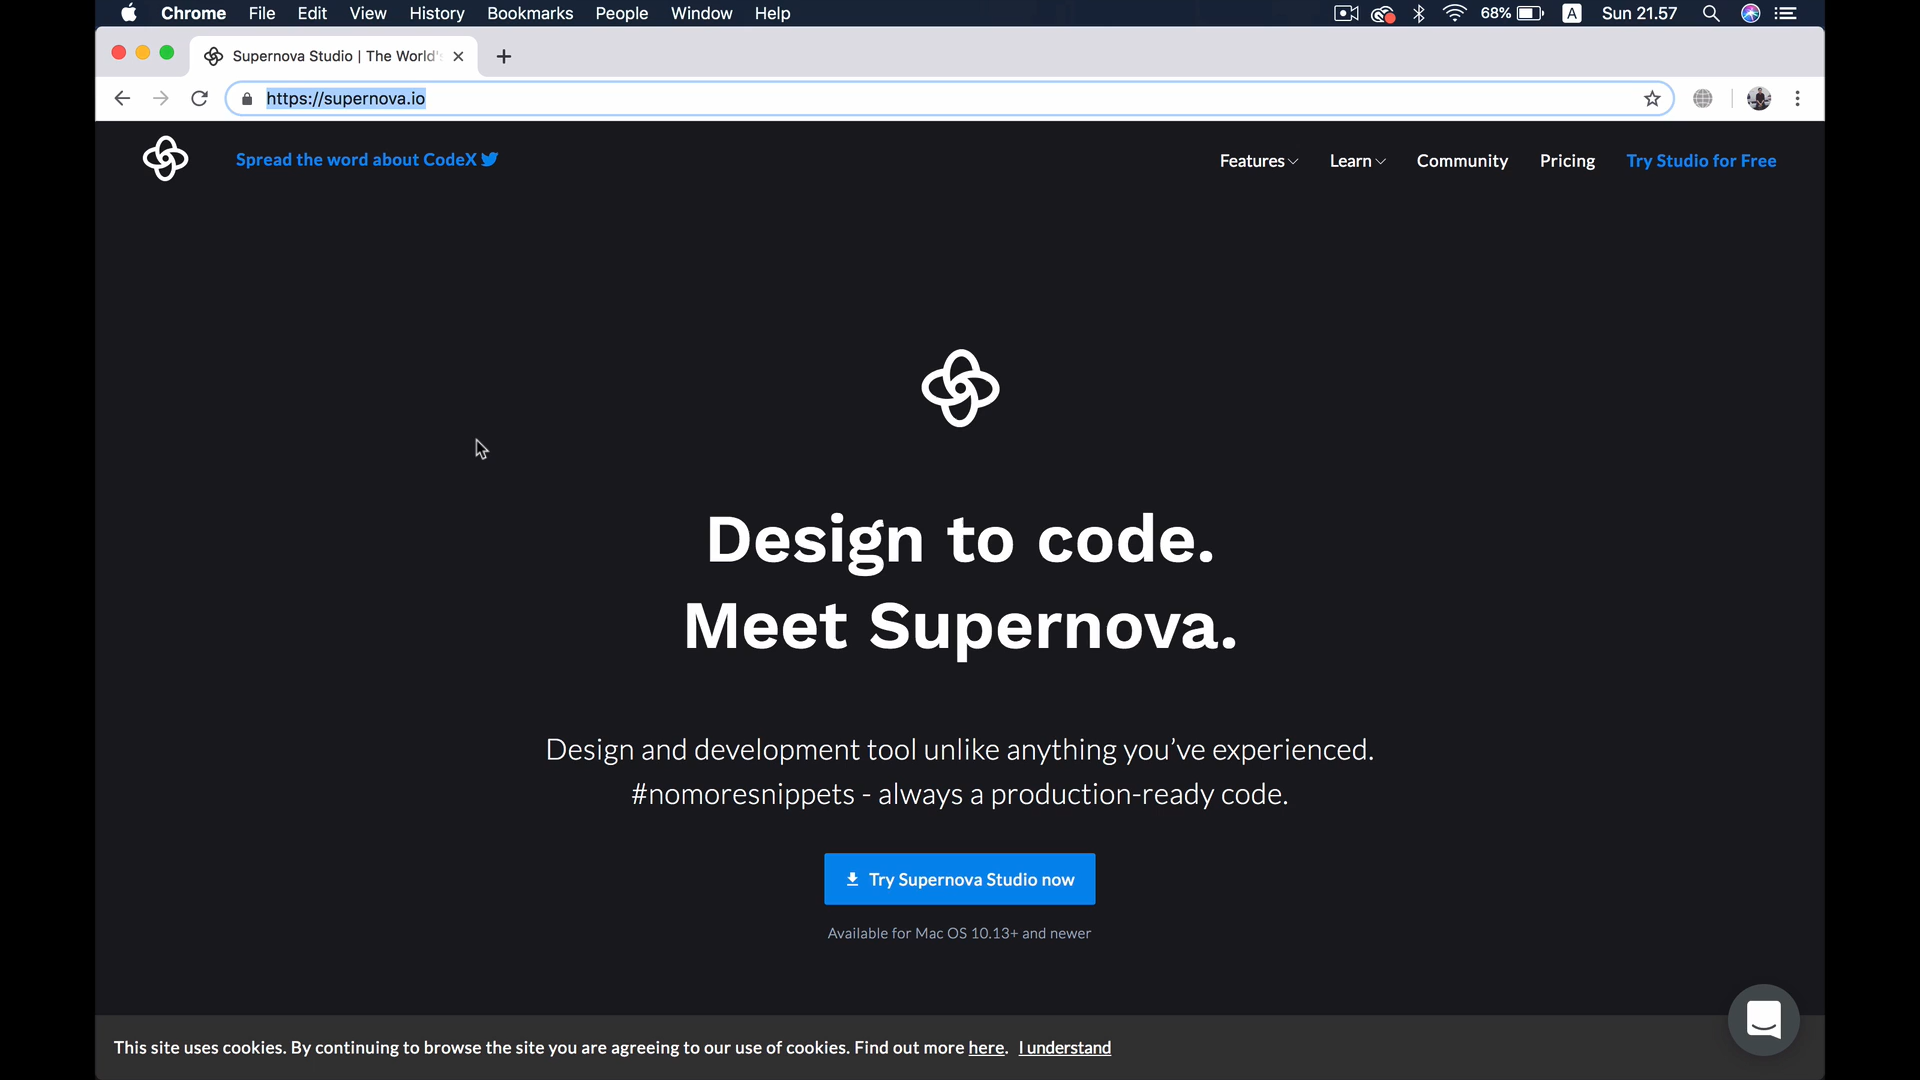 Chrome File Edit View History Bookmarks People Window Help 68% A Sun 21.57
Supernova Studio | The World's
https://supernova.io
Spread the word about CodeX Features Learn Community Pricing Try Studio for Free
Design to code.
Meet Supernova.
Design and development tool unlike anything you’ve experienced.
#nomoresnippets - always a production-ready code.
Try Supernova Studio now
Available for Mac OS 10.13+ and newer
This site uses cookies. By continuing to browse the site you are agreeing to our use of cookies. Find out more here. I understand